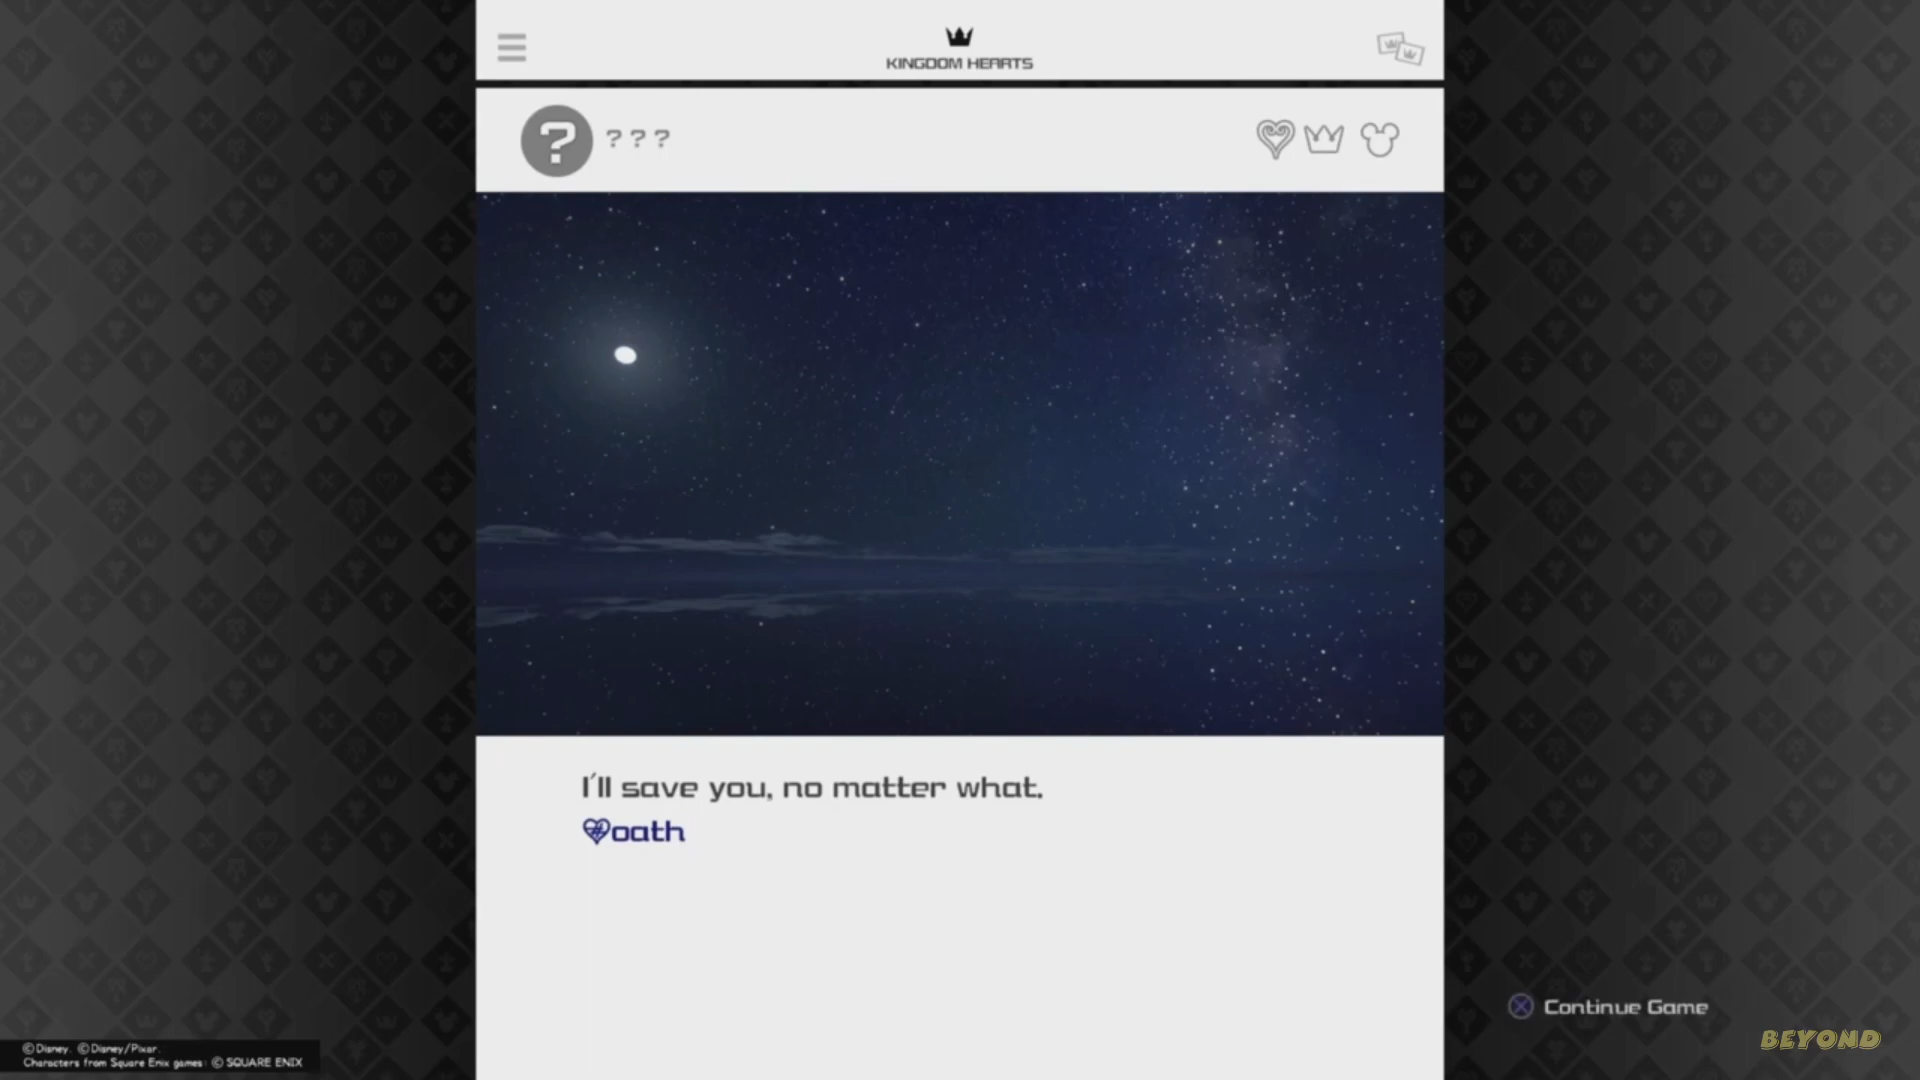 KINGDOM HEARTS
?
? ? ?
I'll save you, no matter what.
#oath
Continue Game
BEYOND
©Disney. ©Disney/Pixar.
Characters from Square Enix games: © SQUARE ENIX